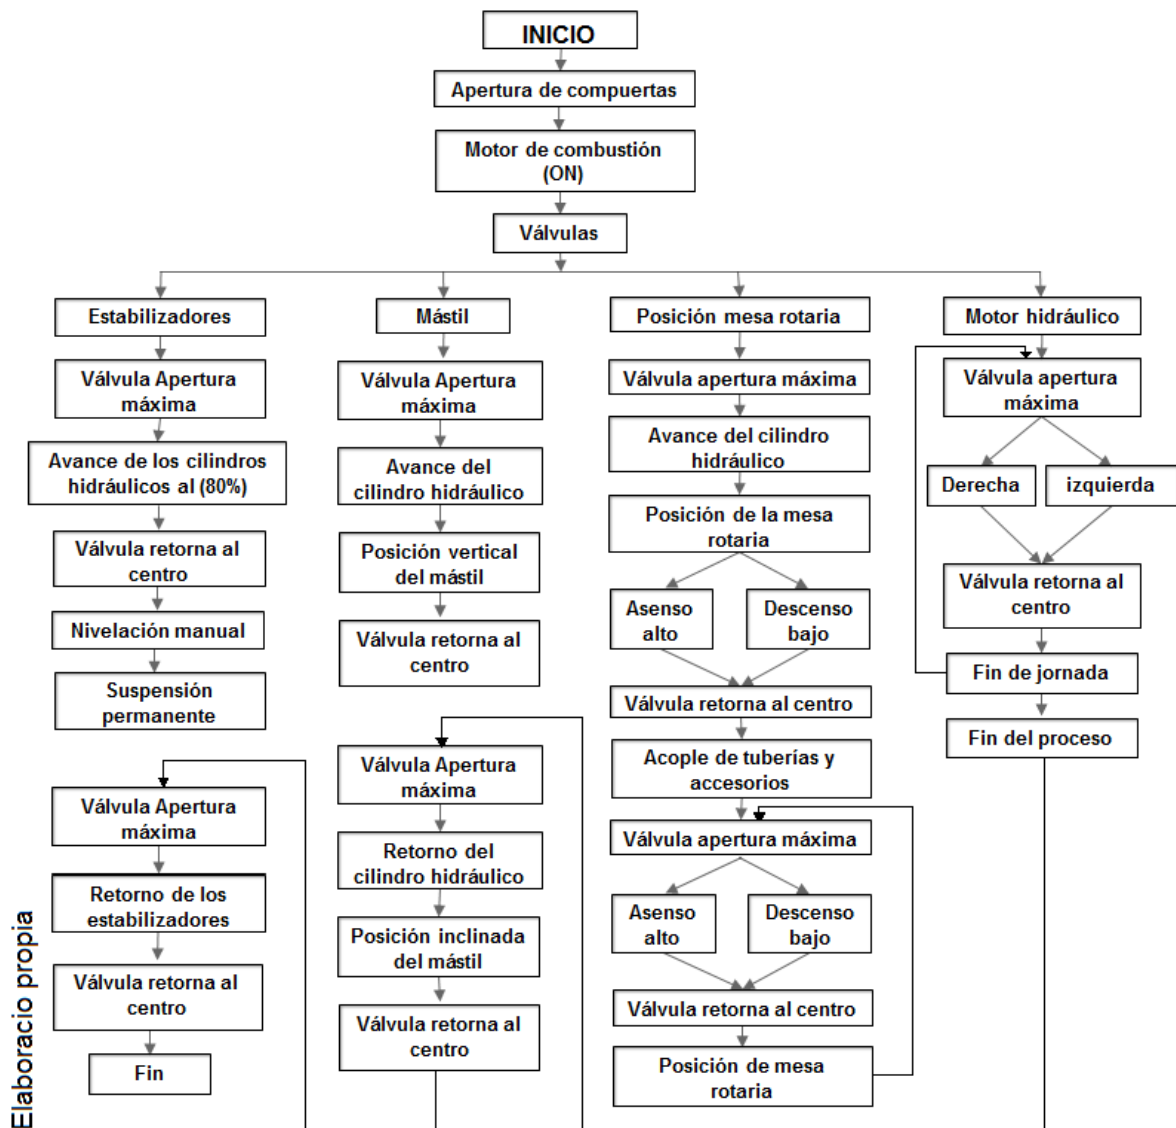 INICIO
Apertura de compuertas
Motor de combustión
(ON)
Válvulas
Estabilizadores
Válvula Apertura
máxima
Avance de los cilindros
hidráulicos al (80%)
Válvula retorna al
centro
Nivelación manual
Suspensión
permanente
Válvula Apertura
máxima
Retorno de los
estabilizadores
Válvula retorna al
centro
Fin
Mástil
Válvula Apertura
máxima
Avance del
cilindro hidráulico
Posición vertical
del mástil
Válvula retorna al
centro
Válvula Apertura
máxima
Retorno del
cilindro hidráulico
Posición inclinada
del mástil
Válvula retorna al
centro
Posición mesa rotaria
Válvula apertura máxima
Avance del cilindro
hidráulico
Posición de la mesa
rotaria
Asenso
alto
Descenso
bajo
Válvula retorna al centro
Acople de tuberías y
accesorios
Válvula apertura máxima
Asenso
alto
Descenso
bajo
Válvula retorna al centro
Posición de mesa
rotaria
Motor hidráulico
Válvula apertura
máxima
Derecha
izquierda
Válvula retorna al
centro
Fin de jornada
Fin del proceso
Elaboracio propia